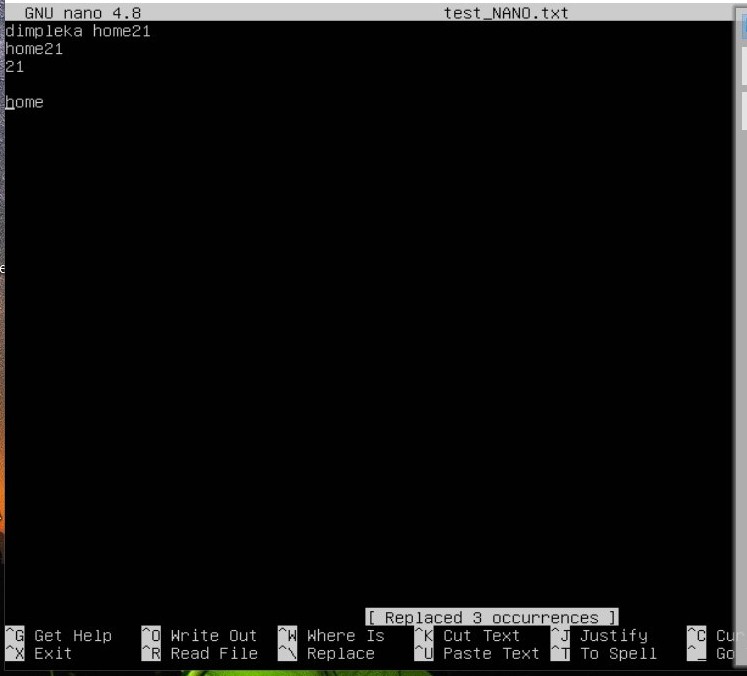 GNU nano 4.8 test_NANO.txt
dimpleka home21
home21
21
home
[ Replaced 3 occurrences ]
^G Get Help ^O Write Out ^W Where Is ^K Cut Text ^J Justify ^C Cu
^X Exit ^R Read File ^\ Replace ^U Paste Text ^T To Spell ^_ Go